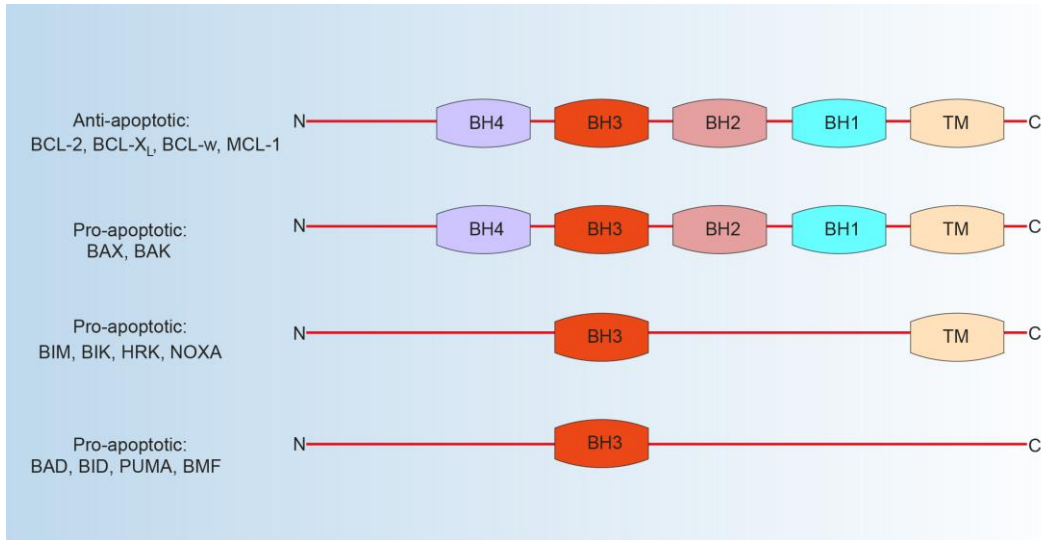 Anti-apoptotic:
BCL-2, BCL-XL, BCL-w, MCL-1
N BH4 BH3 BH2 BH1 TM C
Pro-apoptotic:
BAX, BAK
N BH4 BH3 BH2 BH1 TM C
Pro-apoptotic:
BIM, BIK, HRK, NOXA
N BH3 TM C
Pro-apoptotic:
BAD, BID, PUMA, BMF
N BH3 C